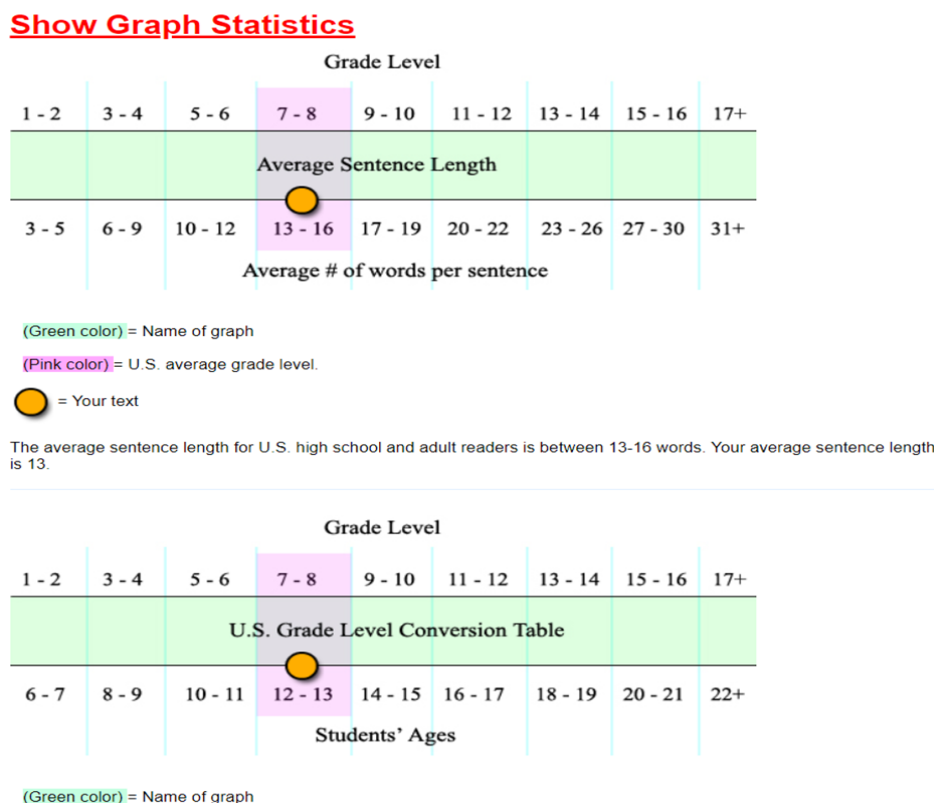 Show Graph Statistics
Grade Level
1 - 2 3 - 4 5 - 6 7 - 8 9 - 10 11 - 12 13 - 14 15 - 16 17+
Average Sentence Length
3 - 5 6 - 9 10 - 12 13 - 16 17 - 19 20 - 22 23 - 26 27 - 30 31+
Average # of words per sentence
(Green color) = Name of graph
(Pink color) = U.S. average grade level.
= Your text
The average sentence length for U.S. high school and adult readers is between 13-16 words. Your average sentence length
is 13.
Grade Level
1 - 2 3 - 4 5 - 6 7 - 8 9 - 10 11 - 12 13 - 14 15 - 16 17+
U.S. Grade Level Conversion Table
6 - 7 8 - 9 10 - 11 12 - 13 14 - 15 16 - 17 18 - 19 20 - 21 22+
Students’ Ages
(Green color) = Name of graph